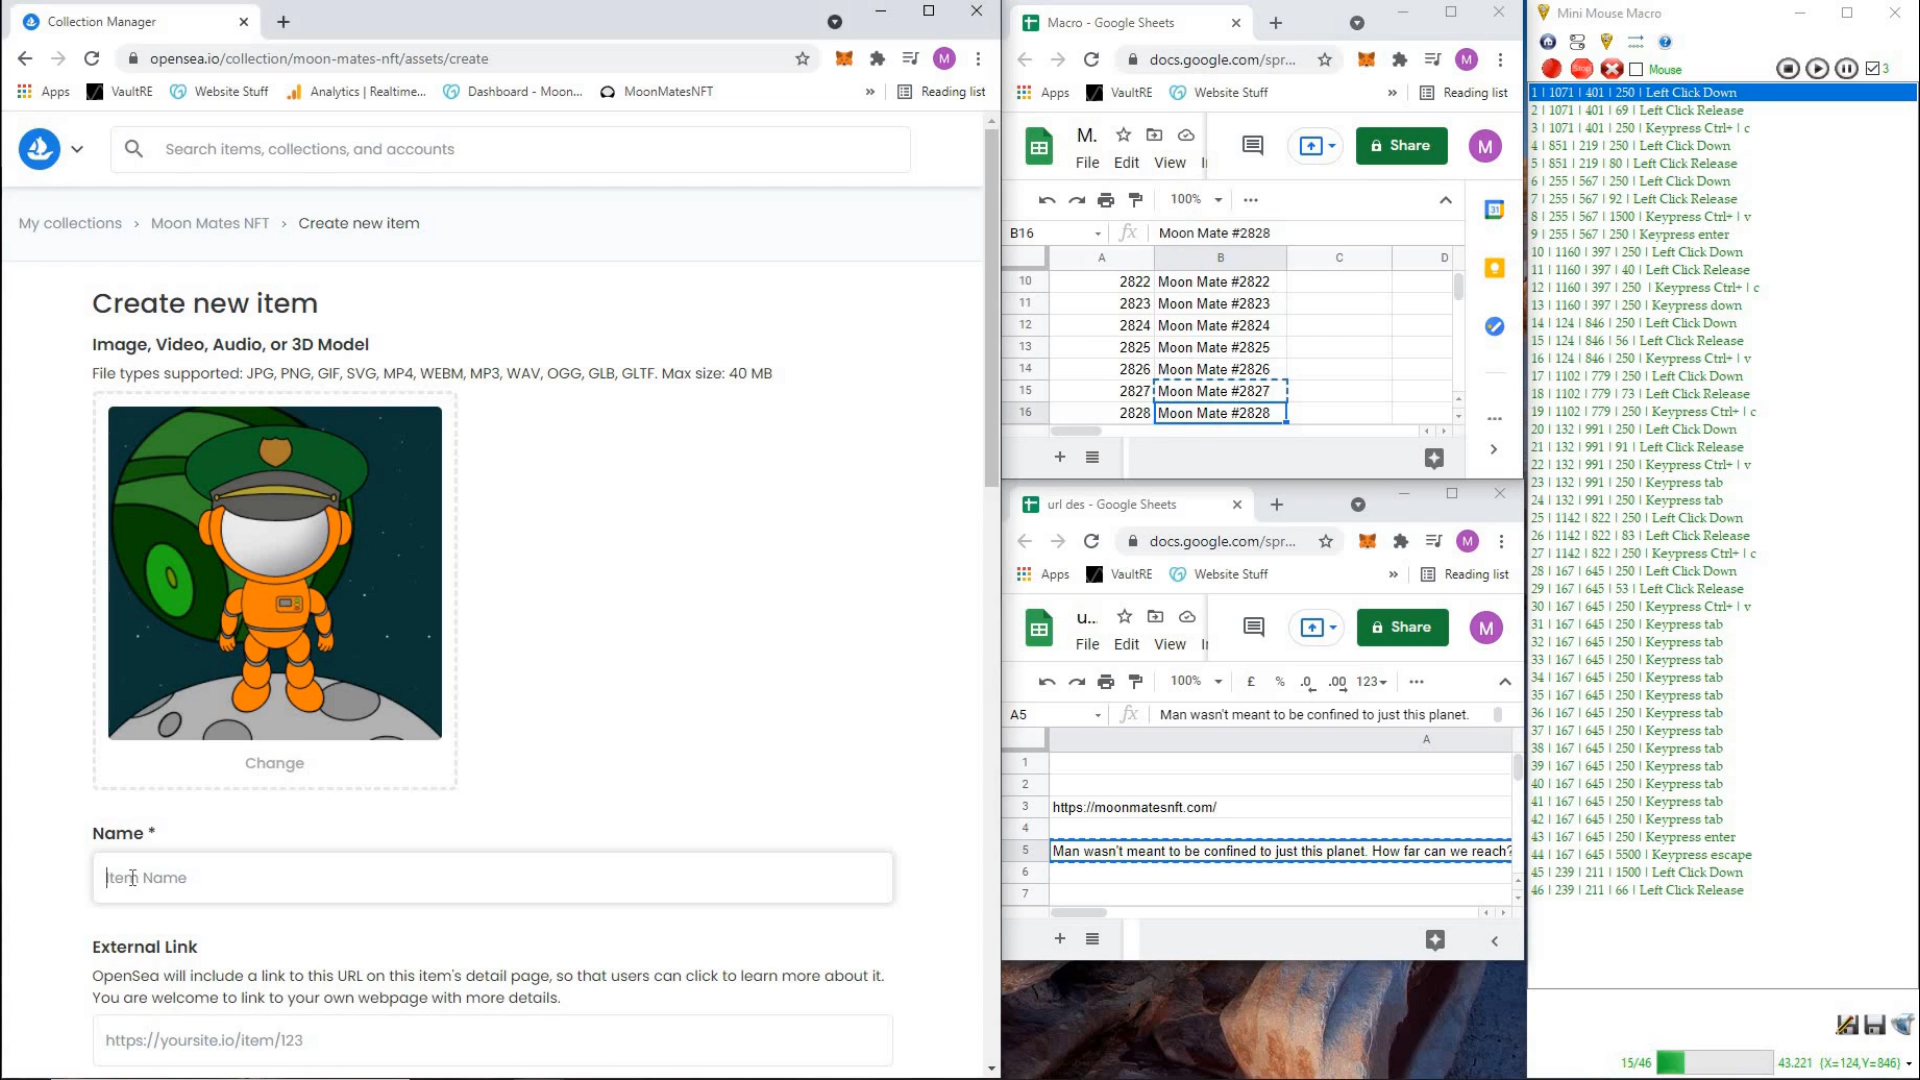 Collection Manager
opensea.io/collection/moon-mates-nft/assets/create
M
Apps
VaultRE
Website Stuff
Analytics | Realtime...
Dashboard - Moon...
MoonMatesNFT
»
Reading list
Search items, collections, and accounts
My collections > Moon Mates NFT > Create new item
Create new item
Image, Video, Audio, or 3D Model
File types supported: JPG, PNG, GIF, SVG, MP4, WEBM, MP3, WAV, OGG, GLB, GLTF. Max size: 40 MB
Change
Name *
Item Name
External Link
OpenSea will include a link to this URL on this item's detail page, so that users can click to learn more about it.
You are welcome to link to your own webpage with more details.
https://yoursite.io/item/123
Macro - Google Sheets
docs.google.com/spr...
M
Apps
VaultRE
Website Stuff
»
Reading list
M.
Share
M
File Edit View
100%
B16
fx
Moon Mate #2828
A B C D
10 2822 Moon Mate #2822
11 2823 Moon Mate #2823
12 2824 Moon Mate #2824
13 2825 Moon Mate #2825
14 2826 Moon Mate #2826
15 2827 Moon Mate #2827
16 2828 Moon Mate #2828
url des - Google Sheets
docs.google.com/spr...
M
Apps
VaultRE
Website Stuff
»
Reading list
u...
Share
M
File Edit View
100% £ % .0 .00 123
A5
fx
Man wasn't meant to be confined to just this planet.
A
1
2
3 https://moonmatesnft.com/
4
5 Man wasn't meant to be confined to just this planet. How far can we reach?
6
7
Mini Mouse Macro
Stop
Mouse
3
1 | 1071 | 401 | 250 | Left Click Down
2 | 1071 | 401 | 69 | Left Click Release
3 | 1071 | 401 | 250 | Keypress Ctrl+ | c
4 | 851 | 219 | 250 | Left Click Down
5 | 851 | 219 | 80 | Left Click Release
6 | 255 | 567 | 250 | Left Click Down
7 | 255 | 567 | 92 | Left Click Release
8 | 255 | 567 | 1500 | Keypress Ctrl+ | v
9 | 255 | 567 | 250 | Keypress enter
10 | 1160 | 397 | 250 | Left Click Down
11 | 1160 | 397 | 40 | Left Click Release
12 | 1160 | 397 | 250 | Keypress Ctrl+ | c
13 | 1160 | 397 | 250 | Keypress down
14 | 124 | 846 | 250 | Left Click Down
15 | 124 | 846 | 56 | Left Click Release
16 | 124 | 846 | 250 | Keypress Ctrl+ | v
17 | 1102 | 779 | 250 | Left Click Down
18 | 1102 | 779 | 73 | Left Click Release
19 | 1102 | 779 | 250 | Keypress Ctrl+ | c
20 | 132 | 991 | 250 | Left Click Down
21 | 132 | 991 | 91 | Left Click Release
22 | 132 | 991 | 250 | Keypress Ctrl+ | v
23 | 132 | 991 | 250 | Keypress tab
24 | 132 | 991 | 250 | Keypress tab
25 | 1142 | 822 | 250 | Left Click Down
26 | 1142 | 822 | 83 | Left Click Release
27 | 1142 | 822 | 250 | Keypress Ctrl+ | c
28 | 167 | 645 | 250 | Left Click Down
29 | 167 | 645 | 53 | Left Click Release
30 | 167 | 645 | 250 | Keypress Ctrl+ | v
31 | 167 | 645 | 250 | Keypress tab
32 | 167 | 645 | 250 | Keypress tab
33 | 167 | 645 | 250 | Keypress tab
34 | 167 | 645 | 250 | Keypress tab
35 | 167 | 645 | 250 | Keypress tab
36 | 167 | 645 | 250 | Keypress tab
37 | 167 | 645 | 250 | Keypress tab
38 | 167 | 645 | 250 | Keypress tab
39 | 167 | 645 | 250 | Keypress tab
40 | 167 | 645 | 250 | Keypress tab
41 | 167 | 645 | 250 | Keypress tab
42 | 167 | 645 | 250 | Keypress tab
43 | 167 | 645 | 250 | Keypress enter
44 | 167 | 645 | 5500 | Keypress escape
45 | 239 | 211 | 1500 | Left Click Down
46 | 239 | 211 | 66 | Left Click Release
15/46
43.221 (X=124,Y=846)